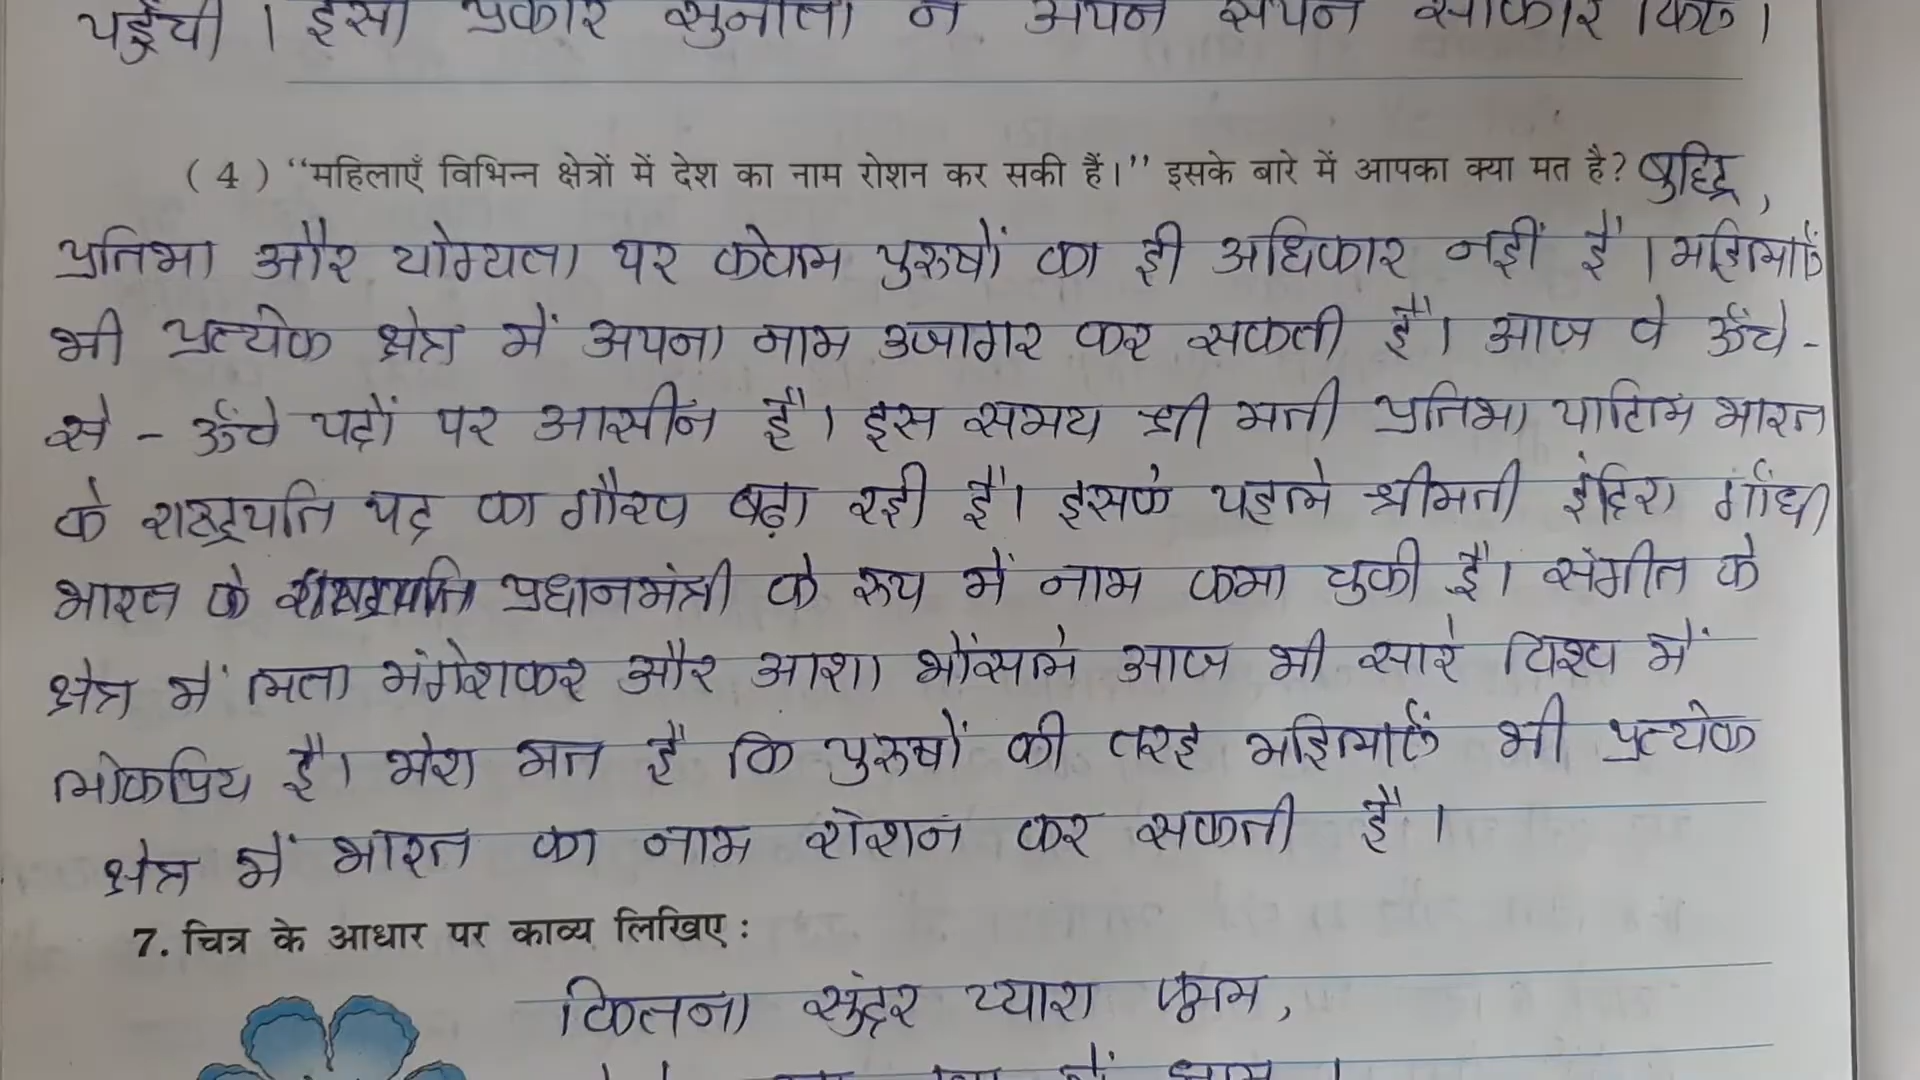 पहुँची । इसी प्रकार सुनीता ने अपने सपने साकार किए ।
( 4 ) “महिलाएँ विभिन्न क्षेत्रों में देश का नाम रोशन कर सकी हैं।” इसके बारे में आपका क्या मत है? बुद्धि,
प्रतिभा और योग्यता पर केवल पुरुषों का ही अधिकार नहीं है । महिलाएँ
भी प्रत्येक क्षेत्र में अपना नाम उजागर कर सकती हैं। आज वे ऊँचे -
से - ऊँचे पदों पर आसीन हैं। इस समय श्री मती प्रतिभा पाटिल भारत
के राष्ट्रपति पद का गौरव बढ़ा रही हैं। इसके पहले श्रीमती इंदिरा गाँधी
भारत के प्रधानमंत्री के रूप में नाम कमा चुकी हैं। संगीत के
क्षेत्र में लता मंगेशकर और आशा भोंसले आज भी सारे विश्व में
लोकप्रिय हैं। मेरा मत है कि पुरुषों की तरह महिलाएँ भी प्रत्येक
क्षेत्र में भारत का नाम रोशन कर सकती हैं ।
7. चित्र के आधार पर काव्य लिखिए :
कितना सुंदर प्यारा फूल,